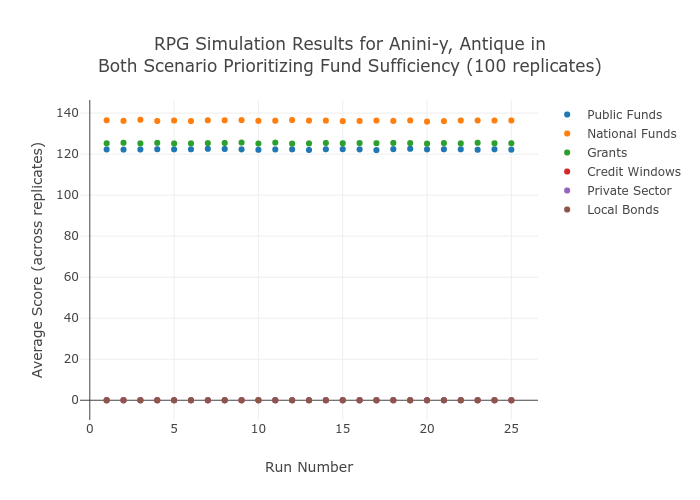 RPG Simulation Results for Anini-y, Antique in
Both Scenario Prioritizing Fund Sufficiency (100 replicates)
Average Score (across replicates)
140
120
100
80
60
40
20
0
0
5
10
15
20
25
Run Number
Public Funds
National Funds
Grants
Credit Windows
Private Sector
Local Bonds